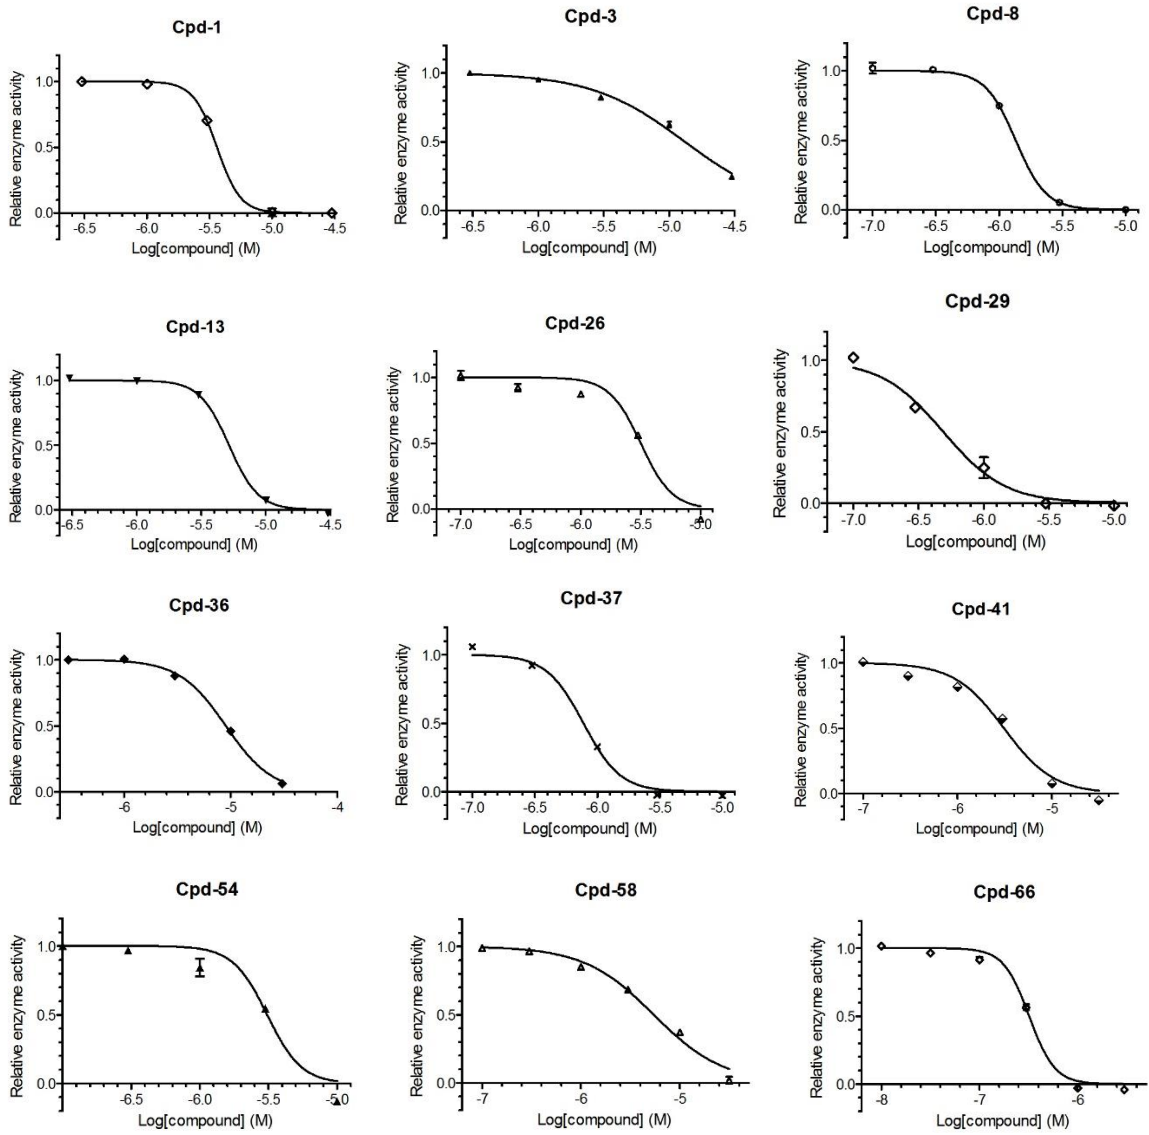 Cpd-1
Relative enzyme activity
1.0
0.5
0.0
-6.5 -6.0 -5.5 -5.0 -4.5
Log[compound] (M)
Cpd-3
Relative enzyme activity
1.0
0.5
0.0
-6.5 -6.0 -5.5 -5.0 -4.5
Log[compound] (M)
Cpd-8
Relative enzyme activity
1.0
0.5
0.0
-7.0 -6.5 -6.0 -5.5 -5.0
Log[compound] (M)
Cpd-13
Relative enzyme activity
1.0
0.5
0.0
-6.5 -6.0 -5.5 -5.0 -4.5
Log[compound] (M)
Cpd-26
Relative enzyme activity
1.0
0.5
0.0
-7.0 -6.5 -6.0 -5.5 -5.0
Log[compound] (M)
Cpd-29
Relative enzyme activity
1.0
0.5
0.0
-7.0 -6.5 -6.0 -5.5 -5.0
Log[compound] (M)
Cpd-36
Relative enzyme activity
1.0
0.5
0.0
-6 -5 -4
Log[compound] (M)
Cpd-37
Relative enzyme activity
1.0
0.5
0.0
-7.0 -6.5 -6.0 -5.5 -5.0
Log[compound] (M)
Cpd-41
Relative enzyme activity
1.0
0.5
0.0
-7 -6 -5
Log[compound] (M)
Cpd-54
Relative enzyme activity
1.0
0.5
0.0
-6.5 -6.0 -5.5 -5.0
Log[compound] (M)
Cpd-58
Relative enzyme activity
1.0
0.5
0.0
-7 -6 -5
Log[compound] (M)
Cpd-66
Relative enzyme activity
1.0
0.5
0.0
-8 -7 -6
Log[compound] (M)